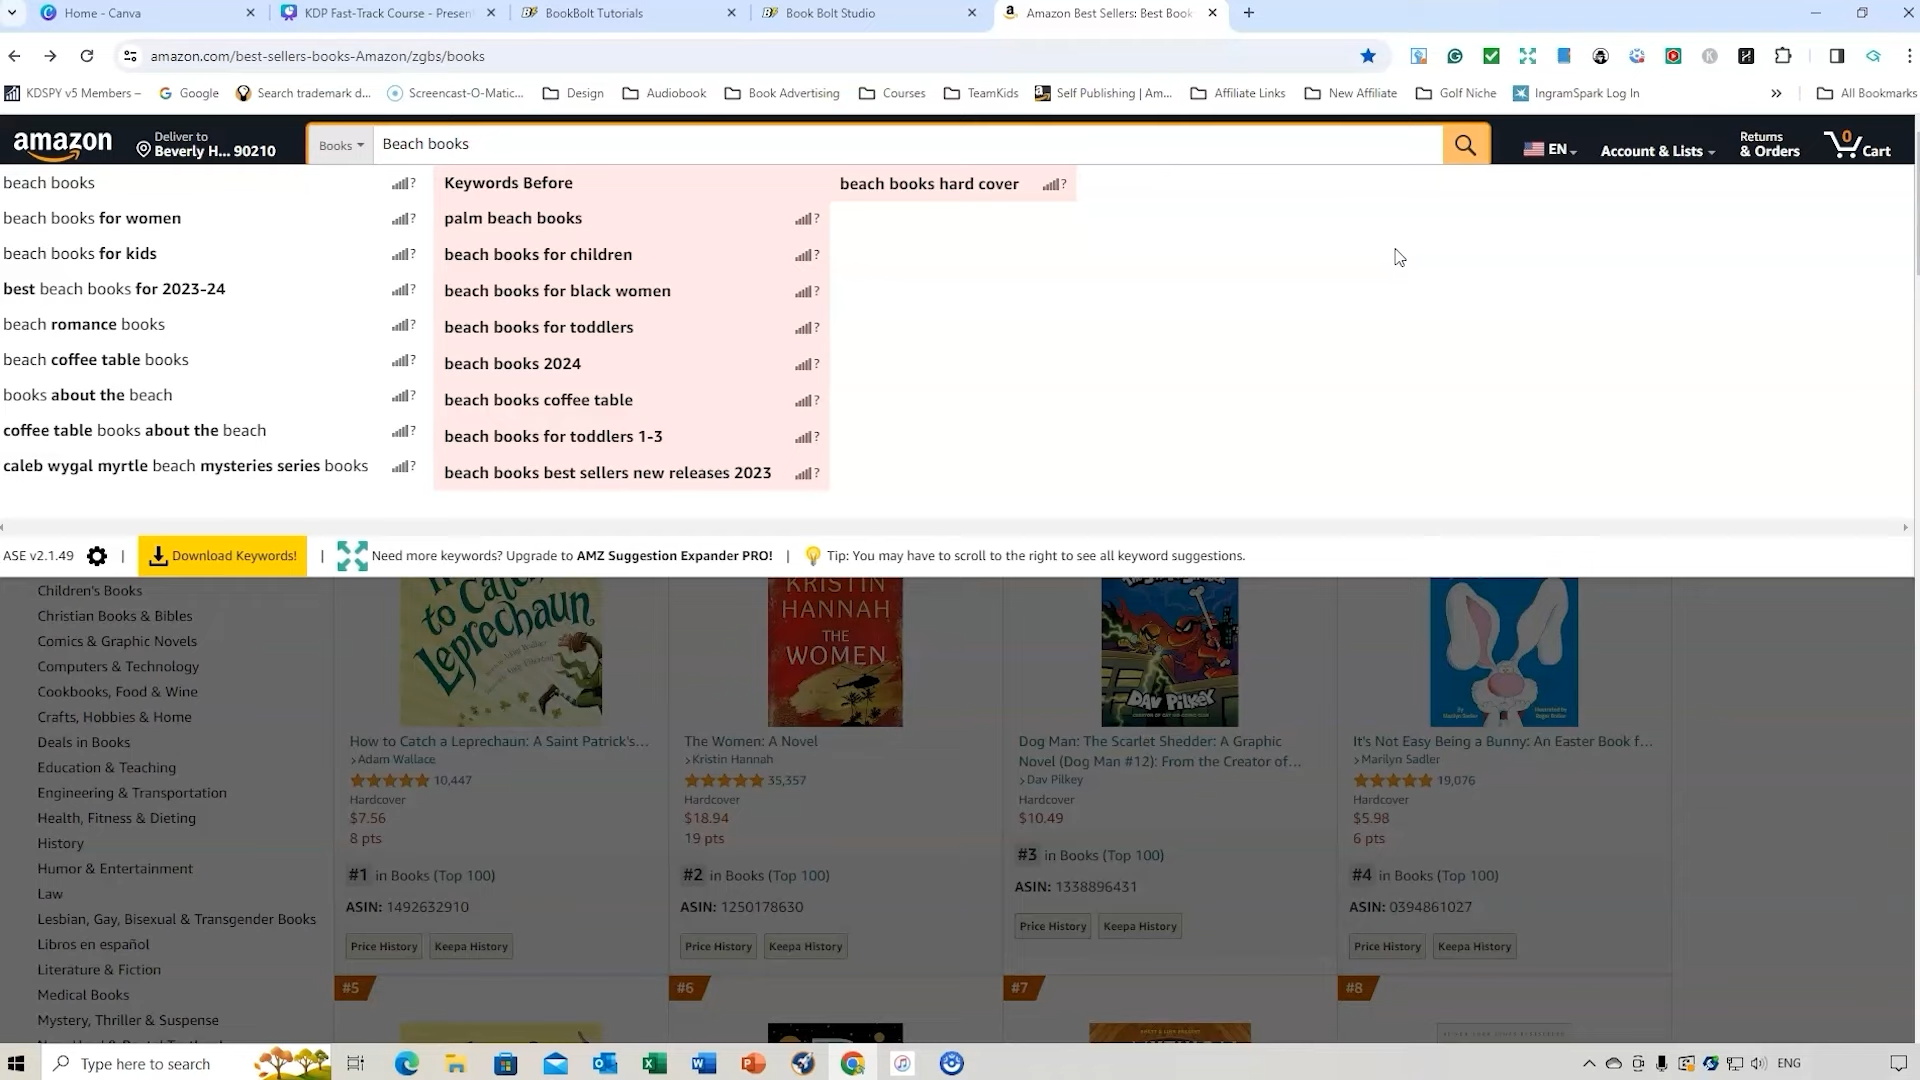 Home - Canva
KDP Fast-Track Course - Presen
BookBolt Tutorials
Book Bolt Studio
Amazon Best Sellers: Best Book
amazon.com/best-sellers-books-Amazon/zgbs/books
KDSPY v5 Members –
Google
Search trademark d...
Screencast-O-Matic...
Design
Audiobook
Book Advertising
Courses
TeamKids
Self Publishing | Am...
Affiliate Links
New Affiliate
Golf Niche
IngramSpark Log In
»
All Bookmarks
amazon
Deliver to
Beverly H... 90210
Books
Beach books
EN
Account & Lists
Returns
& Orders
0
Cart
beach books
beach books for women
beach books for kids
best beach books for 2023-24
beach romance books
beach coffee table books
books about the beach
coffee table books about the beach
caleb wygal myrtle beach mysteries series books
Keywords Before
palm beach books
beach books for children
beach books for black women
beach books for toddlers
beach books 2024
beach books coffee table
beach books for toddlers 1-3
beach books best sellers new releases 2023
beach books hard cover
ASE v2.1.49 | Download Keywords! | Need more keywords? Upgrade to AMZ Suggestion Expander PRO! | Tip: You may have to scroll to the right to see all keyword suggestions.
Children's Books
Christian Books & Bibles
Comics & Graphic Novels
Computers & Technology
Cookbooks, Food & Wine
Crafts, Hobbies & Home
Deals in Books
Education & Teaching
Engineering & Transportation
Health, Fitness & Dieting
History
Humor & Entertainment
Law
Lesbian, Gay, Bisexual & Transgender Books
Libros en español
Literature & Fiction
Medical Books
Mystery, Thriller & Suspense
to Catch
Leprechaun
How to Catch a Leprechaun: A Saint Patrick's...
Adam Wallace
10,447
Hardcover
$7.56
8 pts
#1 in Books (Top 100)
ASIN: 1492632910
Price History
Keepa History
KRISTIN
HANNAH
THE
WOMEN
The Women: A Novel
Kristin Hannah
35,357
Hardcover
$18.94
19 pts
#2 in Books (Top 100)
ASIN: 1250178630
Price History
Keepa History
DAV PILKEY
Dog Man: The Scarlet Shedder: A Graphic
Novel (Dog Man #12): From the Creator of...
Dav Pilkey
Hardcover
$10.49
#3 in Books (Top 100)
ASIN: 1338896431
Price History
Keepa History
It's Not Easy Being a Bunny: An Easter Book f...
Marilyn Sadler
19,076
Hardcover
$5.98
6 pts
#4 in Books (Top 100)
ASIN: 0394861027
Price History
Keepa History
#5
#6
#7
#8
Type here to search
ENG